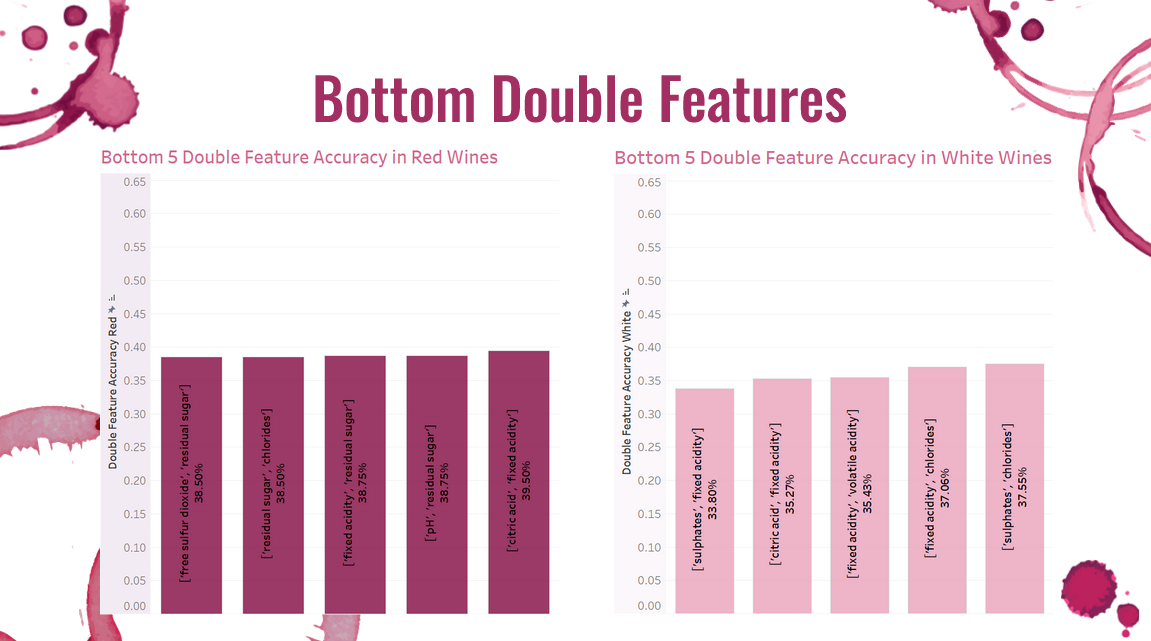 Bottom Double Features
Bottom 5 Double Feature Accuracy in Red Wines
Double Feature Accuracy Red
0.65
0.60
0.55
0.50
0.45
0.40
0.35
0.30
0.25
0.20
0.15
0.10
0.05
0.00
['free sulfur dioxide', 'residual sugar']
38.50%
['residual sugar', 'chlorides']
38.50%
['fixed acidity', 'residual sugar']
38.75%
['pH', 'residual sugar']
38.75%
['citric acid', 'fixed acidity']
39.50%
Bottom 5 Double Feature Accuracy in White Wines
Double Feature Accuracy White
0.65
0.60
0.55
0.50
0.45
0.40
0.35
0.30
0.25
0.20
0.15
0.10
0.05
0.00
['sulphates', 'fixed acidity']
33.80%
['citric acid', 'fixed acidity']
35.27%
['fixed acidity', 'volatile acidity']
35.43%
['fixed acidity', 'chlorides']
37.06%
['sulphates', 'chlorides']
37.55%